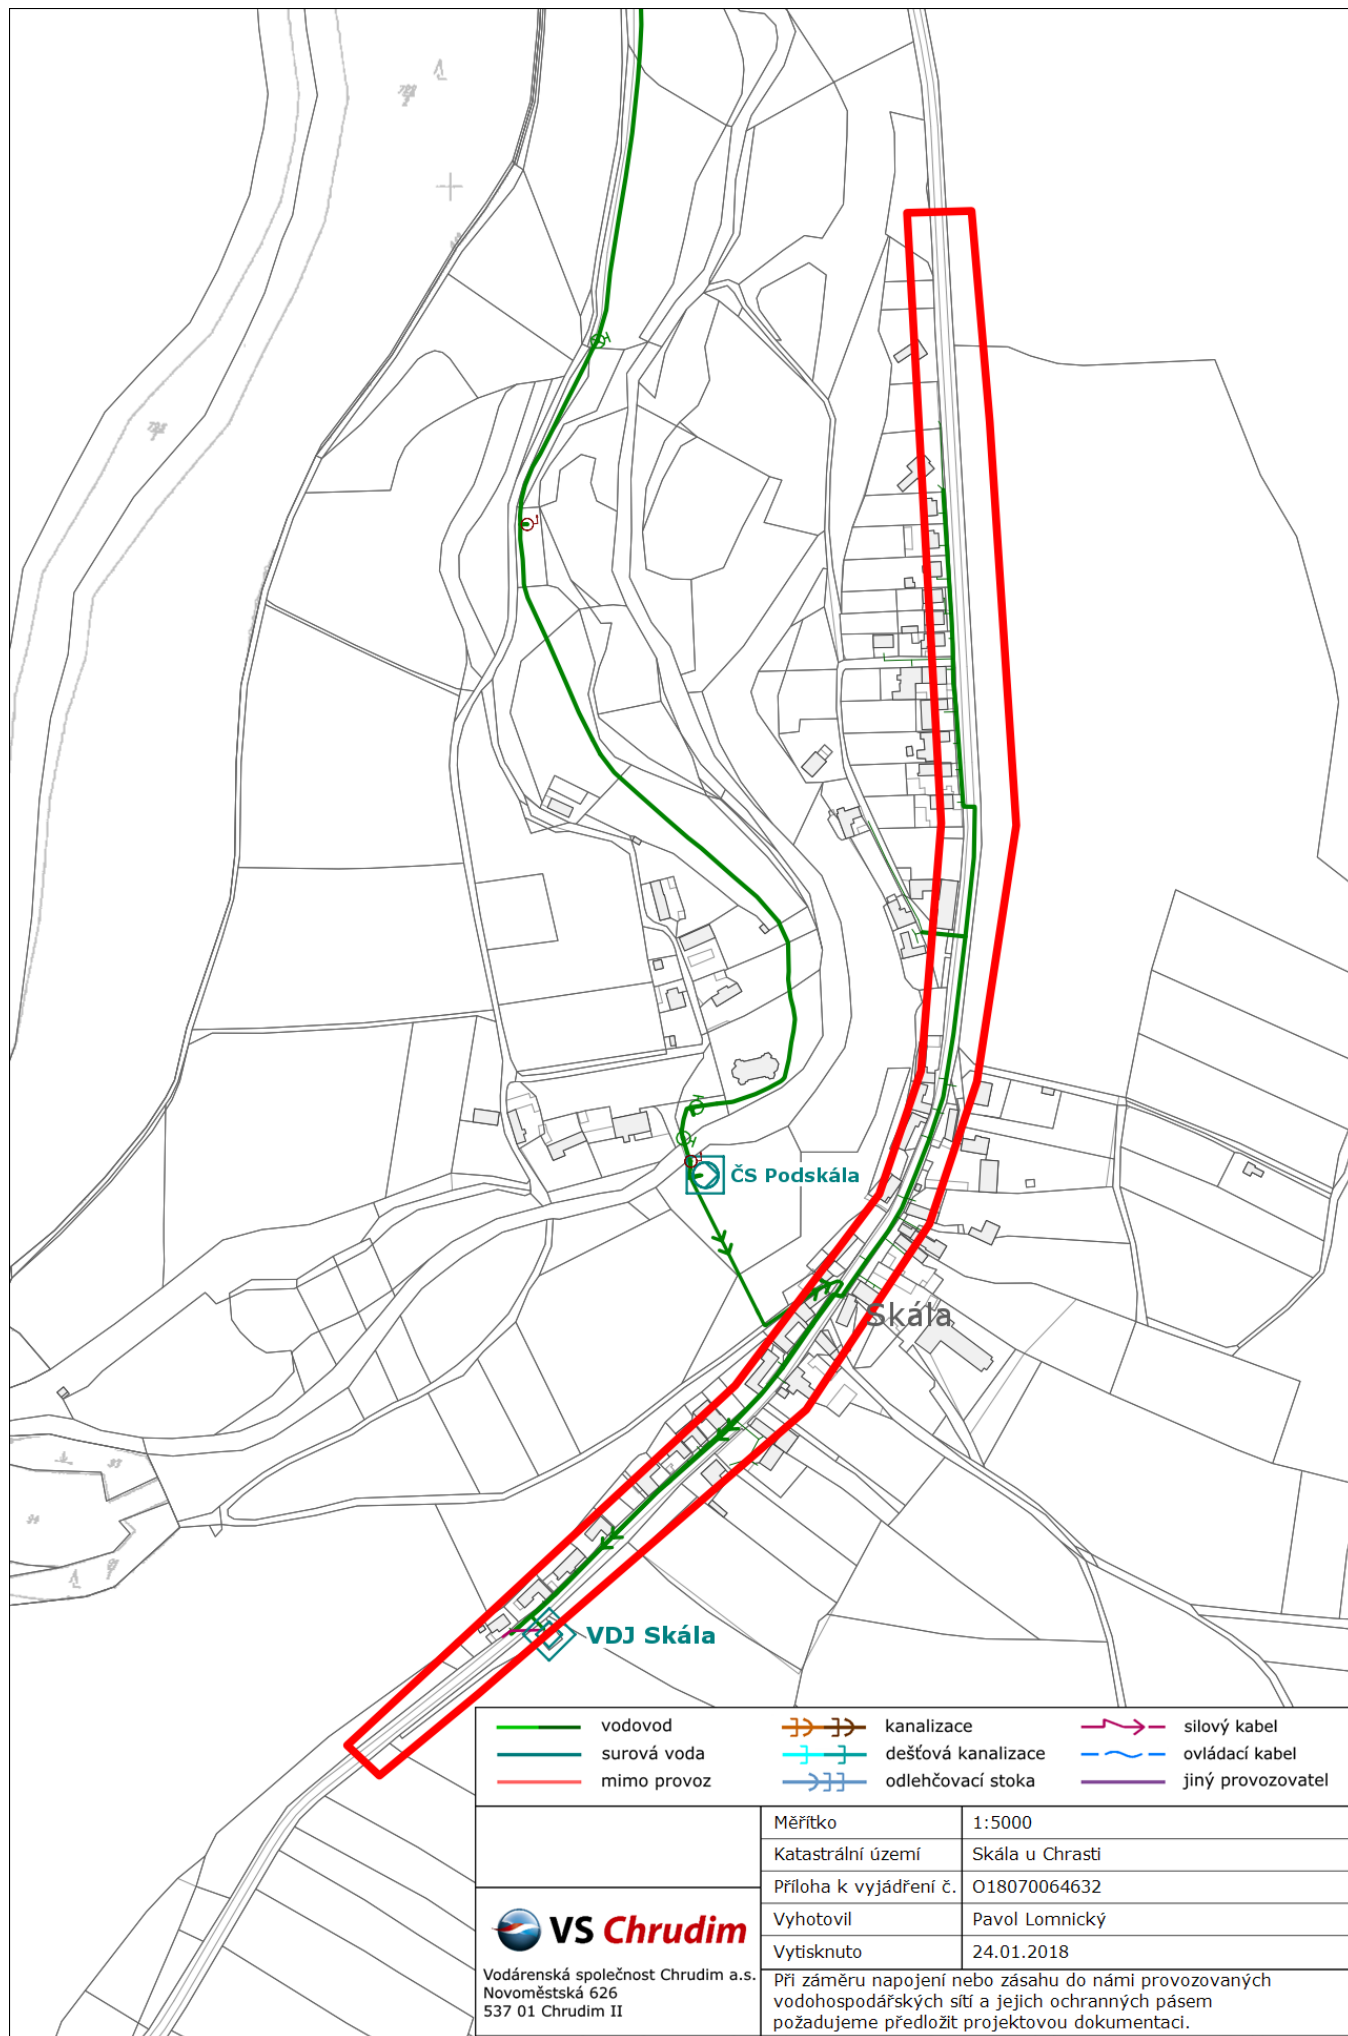 ČS Podskála
Skála
VDJ Skála
vodovod
surová voda
mimo provoz
kanalizace
dešťová kanalizace
odlehčovací stoka
silový kabel
ovládací kabel
jiný provozovatel
Měřítko 1:5000
Katastrální území Skála u Chrasti
Příloha k vyjádření č. O18070064632
Vyhotovil Pavol Lomnický
Vytisknuto 24.01.2018
VS Chrudim
Vodárenská společnost Chrudim a.s.
Novoměstská 626
537 01 Chrudim II
Při záměru napojení nebo zásahu do námi provozovaných
vodohospodářských sítí a jejich ochranných pásem
požadujeme předložit projektovou dokumentaci.